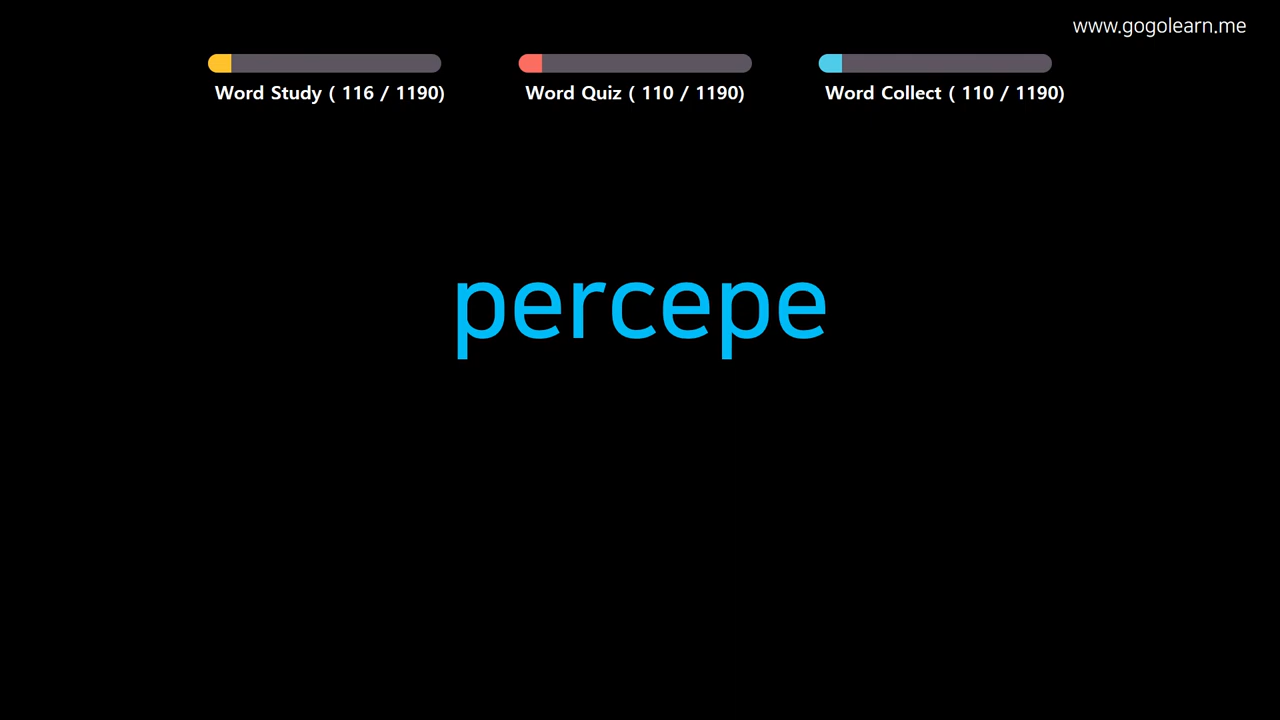 www.gogolearn.me
Word Study ( 116 / 1190)
Word Quiz ( 110 / 1190)
Word Collect ( 110 / 1190)
percepe